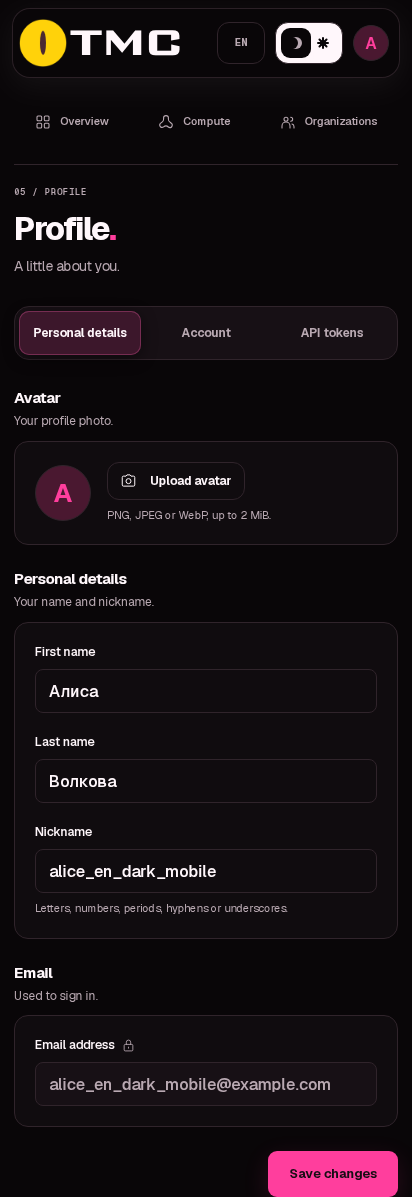 TMC
EN
A
Overview
Compute
Organizations
05 / PROFILE
Profile.
A little about you.
Personal details
Account
API tokens
Avatar
Your profile photo.
A
Upload avatar
PNG, JPEG or WebP, up to 2 MiB.
Personal details
Your name and nickname.
First name
Алиса
Last name
Волкова
Nickname
alice_en_dark_mobile
Letters, numbers, periods, hyphens or underscores.
Email
Used to sign in.
Email address
alice_en_dark_mobile@example.com
Save changes